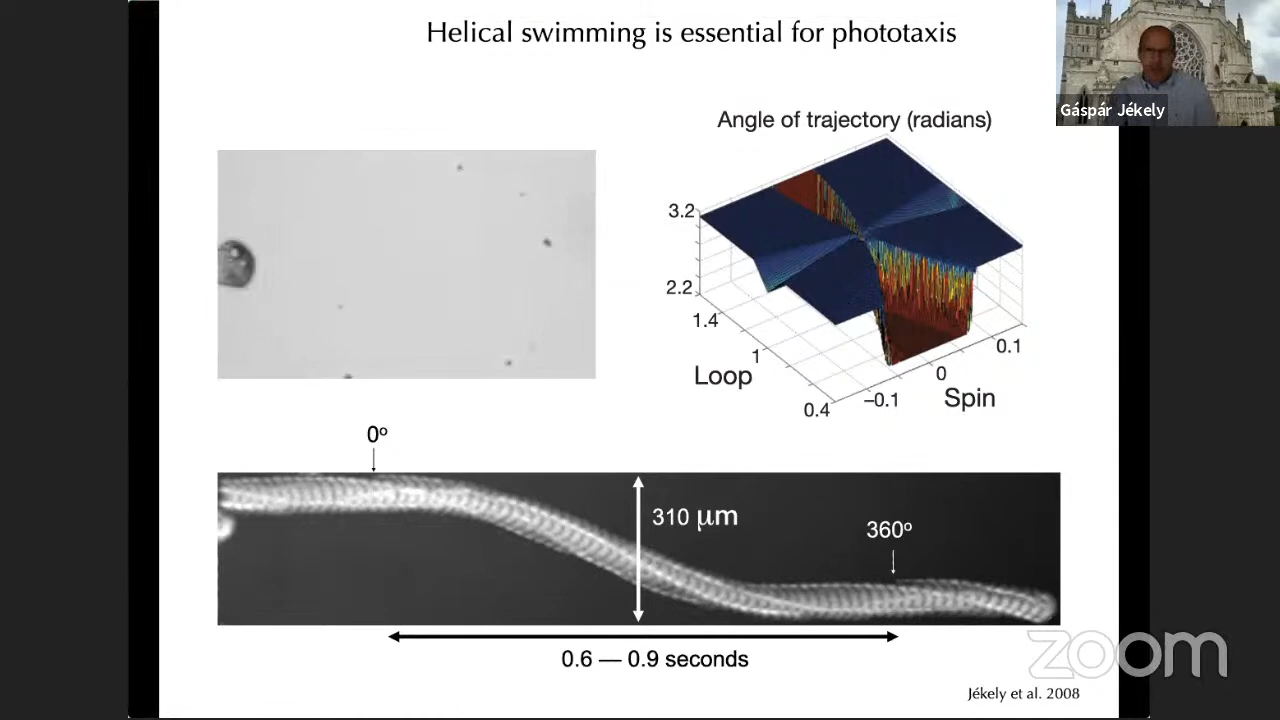 Helical swimming is essential for phototaxis
Gáspár Jékely
Angle of trajectory (radians)
3.2
2.2
1.4
1
0.4
Loop
−0.1
0
0.1
Spin
0º
310 µm
360º
0.6 — 0.9 seconds
zoom
Jékely et al. 2008